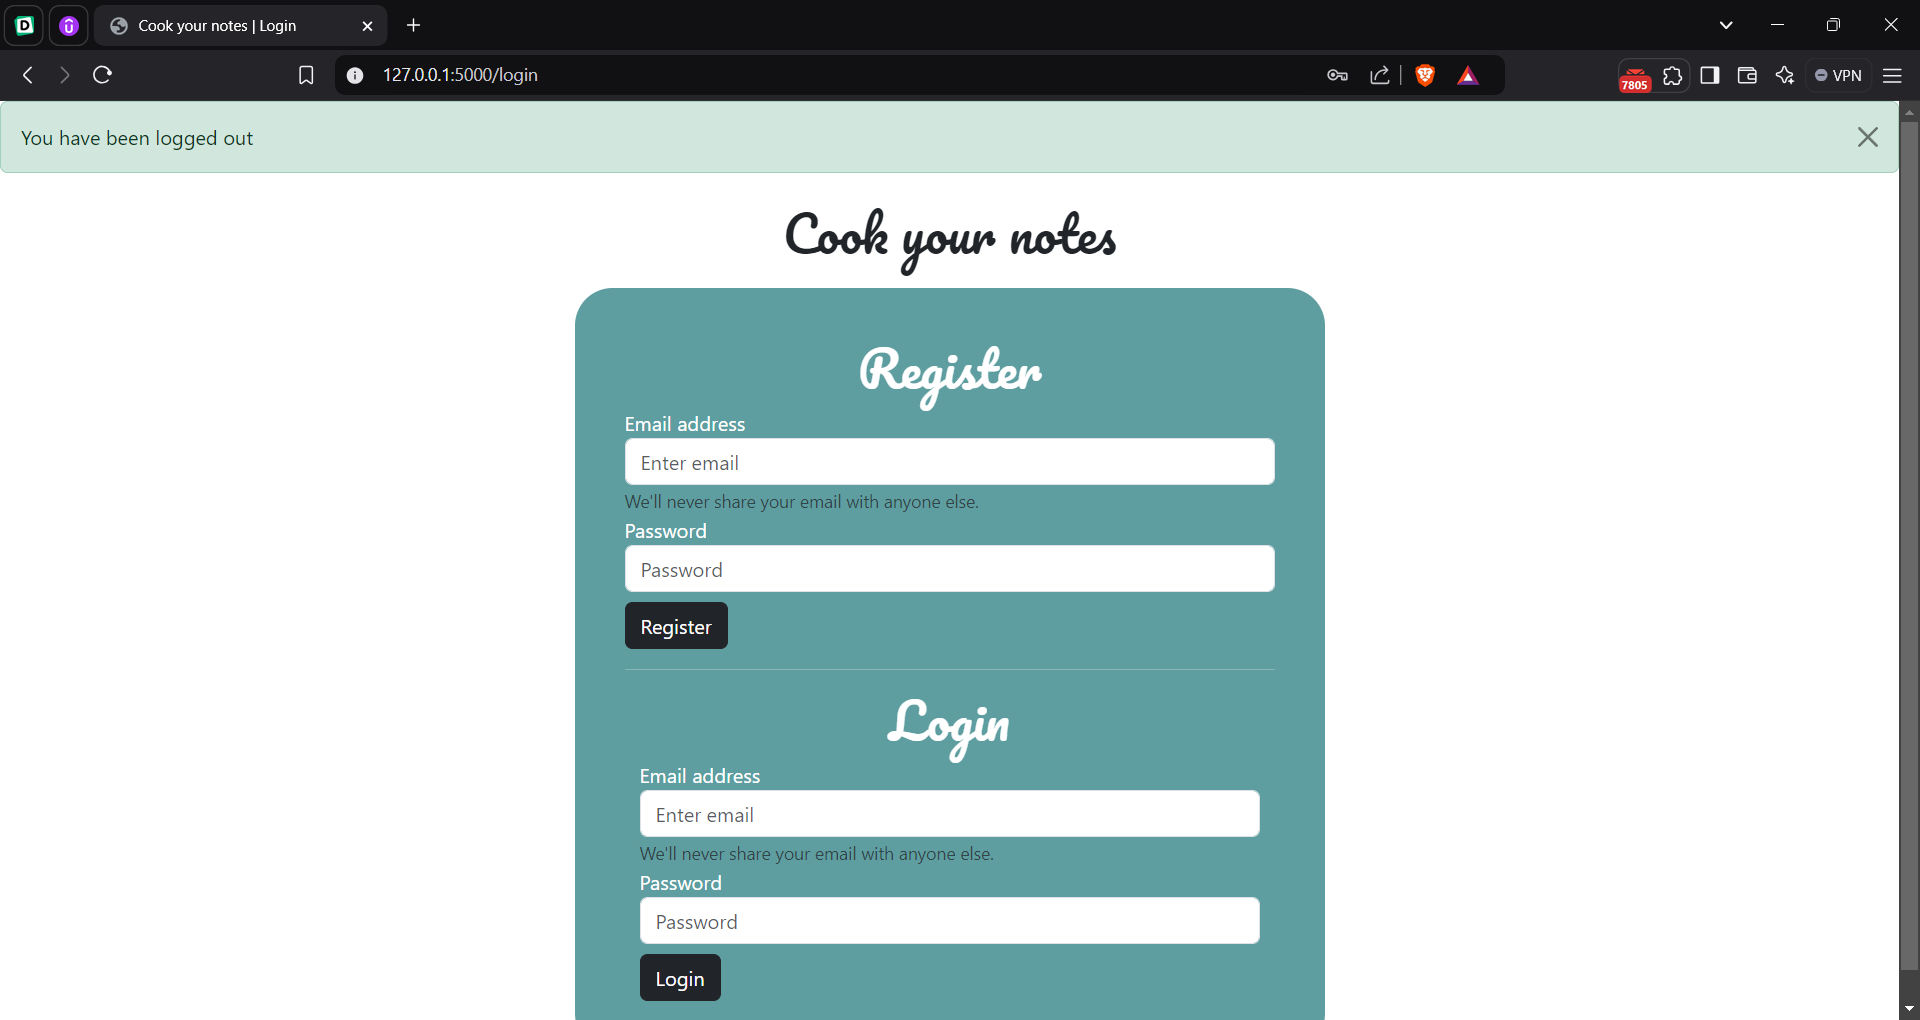 Cook your notes | Login
127.0.0.1:5000/login
7805
VPN
You have been logged out
Cook your notes
Register
Email address
Enter email
We'll never share your email with anyone else.
Password
Password
Register
Login
Email address
Enter email
We'll never share your email with anyone else.
Password
Password
Login